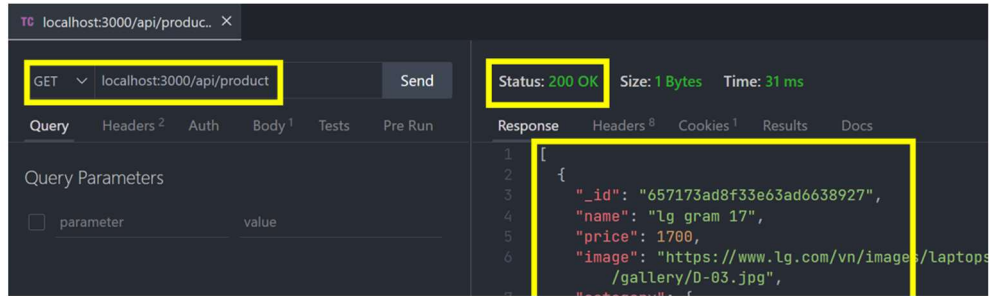 TC localhost:3000/api/produc.. ×
GET localhost:3000/api/product Send
Status: 200 OK Size: 1 Bytes Time: 31 ms
Query Headers 2 Auth Body 1 Tests Pre Run
Response Headers 8 Cookies 1 Results Docs
Query Parameters
parameter value
1 [
2 {
3 "_id": "657173ad8f33e63ad6638927",
4 "name": "lg gram 17",
5 "price": 1700,
6 "image": "https://www.lg.com/vn/images/laptops
/gallery/D-03.jpg",
7 "category": {